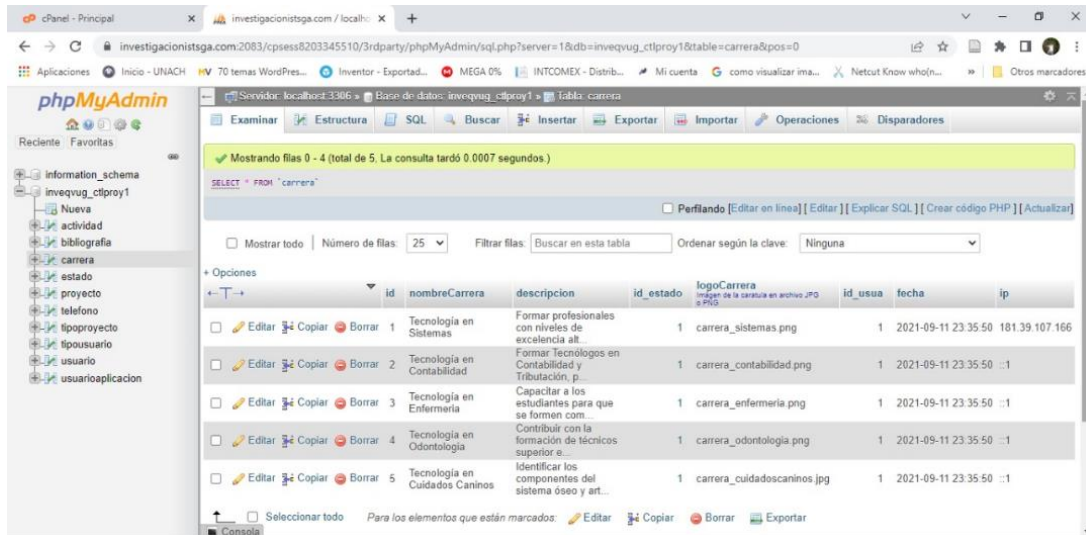 cPanel - Principal
investigacionistsga.com / localho
investigacionistsga.com:2083/cpsess8203345510/3rdparty/phpMyAdmin/sql.php?server=1&db=inveqvug_ctlproy1&table=carrera&pos=0
Aplicaciones Inicio - UNACH 70 temas WordPres... Inventor - Exportad... MEGA 0% INTCOMEX - Distrib... Mi cuenta como visualizar ima... Netcut Know who(n... » Otros marcadores
phpMyAdmin
Reciente Favoritas
information_schema
inveqvug_ctlproy1
Nueva
actividad
bibliografia
carrera
estado
proyecto
telefono
tipoproyecto
tipousuario
usuario
usuarioaplicacion
Servidor: localhost:3306 » Base de datos: inveqvug_ctlproy1 » Tabla: carrera
Examinar Estructura SQL Buscar Insertar Exportar Importar Operaciones Disparadores
Mostrando filas 0 - 4 (total de 5, La consulta tardó 0.0007 segundos.)
SELECT * FROM `carrera`
Perfilando [Editar en línea] [ Editar ] [ Explicar SQL ] [ Crear código PHP ] [ Actualizar]
Mostrar todo | Número de filas: 25 Filtrar filas: Buscar en esta tabla Ordenar según la clave: Ninguna
+ Opciones
←T→ id nombreCarrera descripcion id_estado logoCarrera id_usua fecha ip
Imágen de la caratula en archivo JPG o PNG
Editar Copiar Borrar 1 Tecnología en Sistemas Formar profesionales con niveles de excelencia alt... 1 carrera_sistemas.png 1 2021-09-11 23:35:50 181.39.107.166
Editar Copiar Borrar 2 Tecnología en Contabilidad Formar Tecnólogos en Contabilidad y Tributación, p... 1 carrera_contabilidad.png 1 2021-09-11 23:35:50 ::1
Editar Copiar Borrar 3 Tecnología en Enfermeria Capacitar a los estudiantes para que se formen com... 1 carrera_enfermeria.png 1 2021-09-11 23:35:50 ::1
Editar Copiar Borrar 4 Tecnología en Odontología Contribuir con la formación de técnicos superior e... 1 carrera_odontologia.png 1 2021-09-11 23:35:50 ::1
Editar Copiar Borrar 5 Tecnología en Cuidados Caninos Identificar los componentes del sistema óseo y art... 1 carrera_cuidadoscaninos.jpg 1 2021-09-11 23:35:50 ::1
Seleccionar todo Para los elementos que están marcados: Editar Copiar Borrar Exportar
Consola